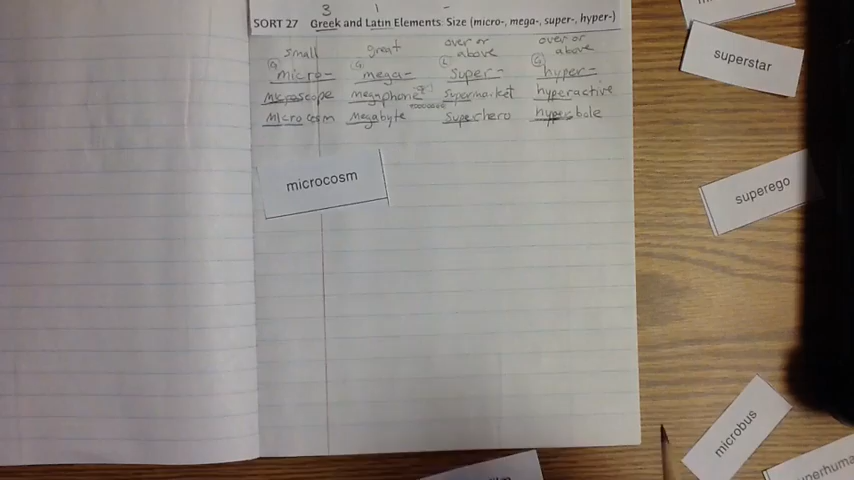 3 1 -
SORT 27 Greek and Latin Elements: Size (micro-, mega-, super-, hyper-)
small great over or above over or above
G G L G
micro- mega- super- hyper-
microscope megaphone supermarket hyperactive
microcosm megabyte superhero hyperbole
microcosm
superstar
superego
microbus